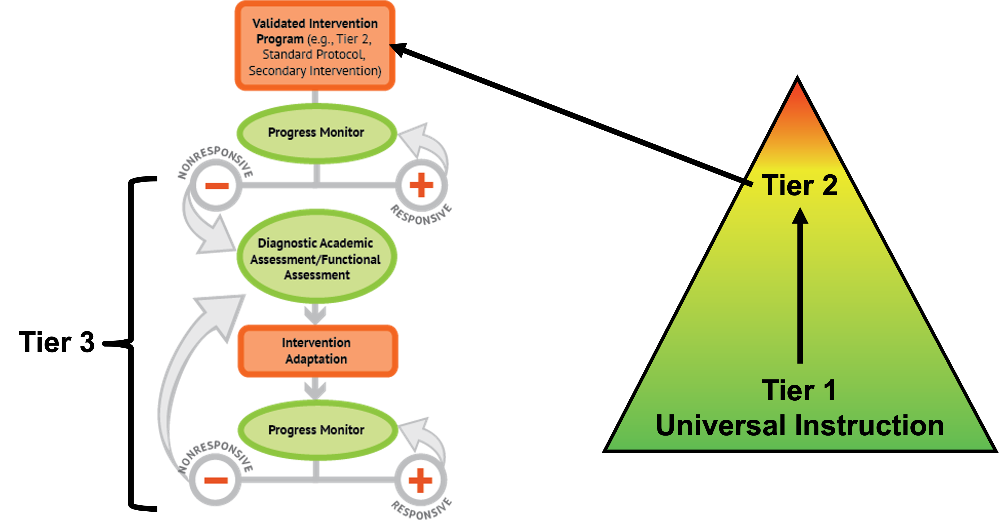 Validated Intervention
Program (e.g., Tier 2,
Standard Protocol,
Secondary Intervention)
Progress Monitor
NONRESPONSIVE
RESPONSIVE
Diagnostic Academic
Assessment/Functional
Assessment
Intervention
Adaptation
Progress Monitor
NONRESPONSIVE
RESPONSIVE
Tier 3
Tier 2
Tier 1
Universal Instruction